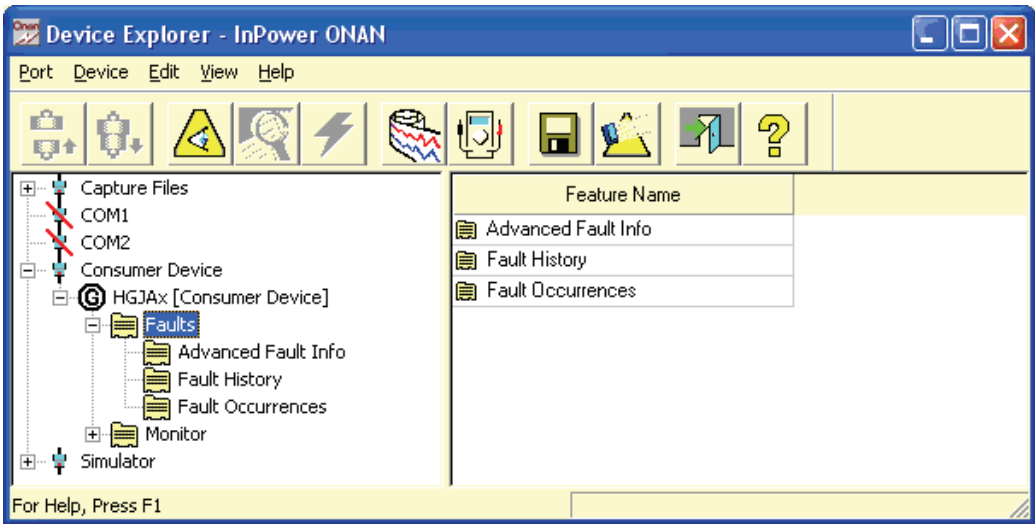 Onan
Device Explorer - InPower ONAN
Port Device Edit View Help
Capture Files
COM1
COM2
Consumer Device
G HGJAx [Consumer Device]
Faults
Advanced Fault Info
Fault History
Fault Occurrences
Monitor
Simulator
Feature Name
Advanced Fault Info
Fault History
Fault Occurrences
For Help, Press F1